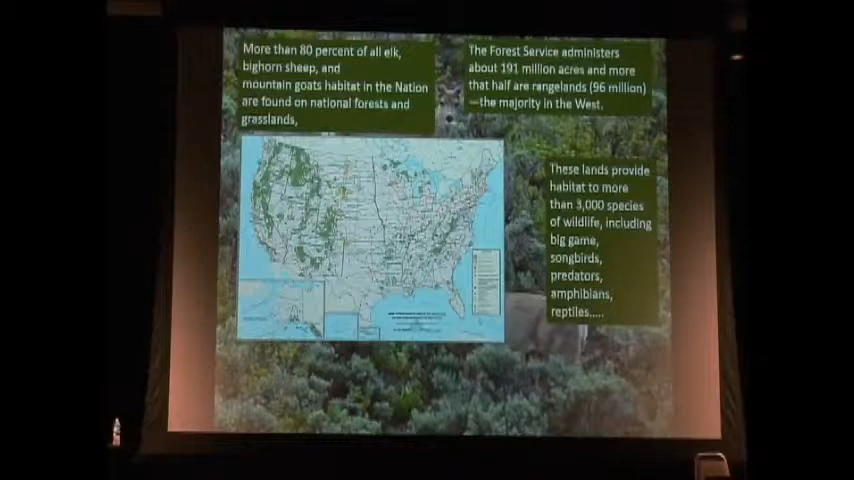 More than 80 percent of all elk,
bighorn sheep, and
mountain goats habitat in the Nation
are found on national forests and
grasslands,
The Forest Service administers
about 191 million acres and more
that half are rangelands (96 million)
—the majority in the West.
These lands provide
habitat to more
than 3,000 species
of wildlife, including
big game,
songbirds,
predators,
amphibians,
reptiles.....